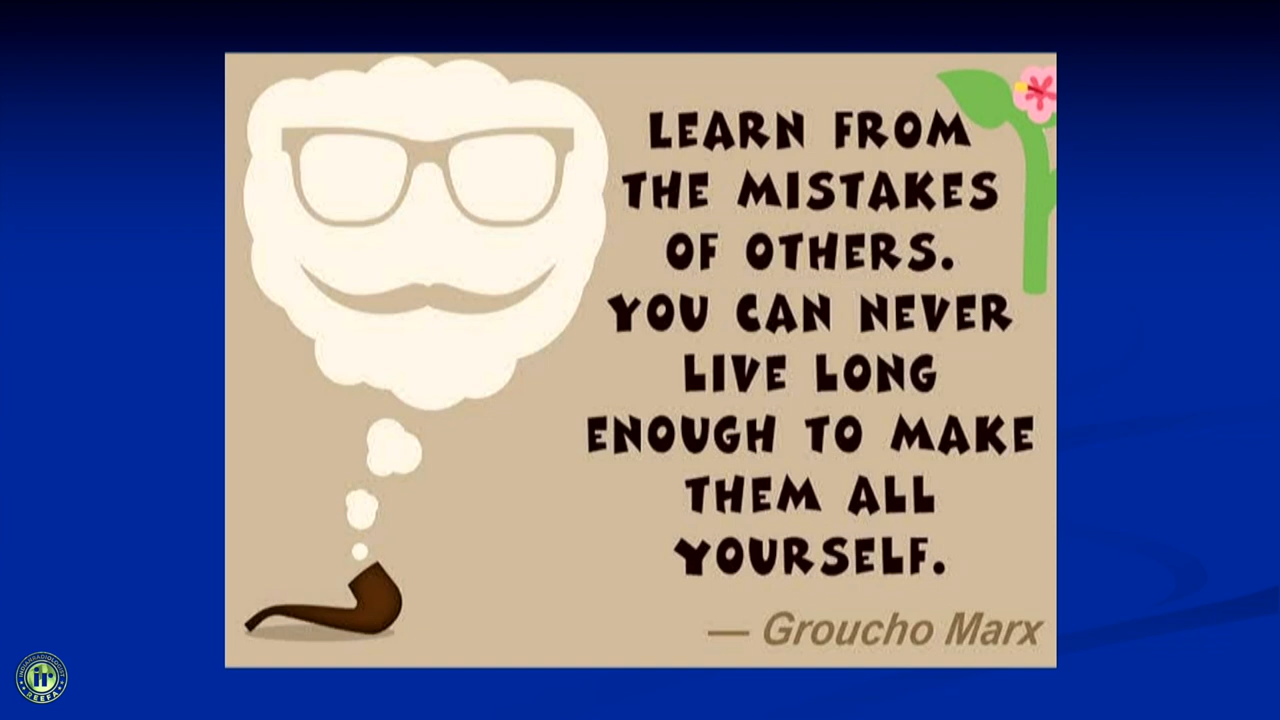 LEARN FROM
THE MISTAKES
OF OTHERS.
YOU CAN NEVER
LIVE LONG
ENOUGH TO MAKE
THEM ALL
YOURSELF.
— Groucho Marx
ir